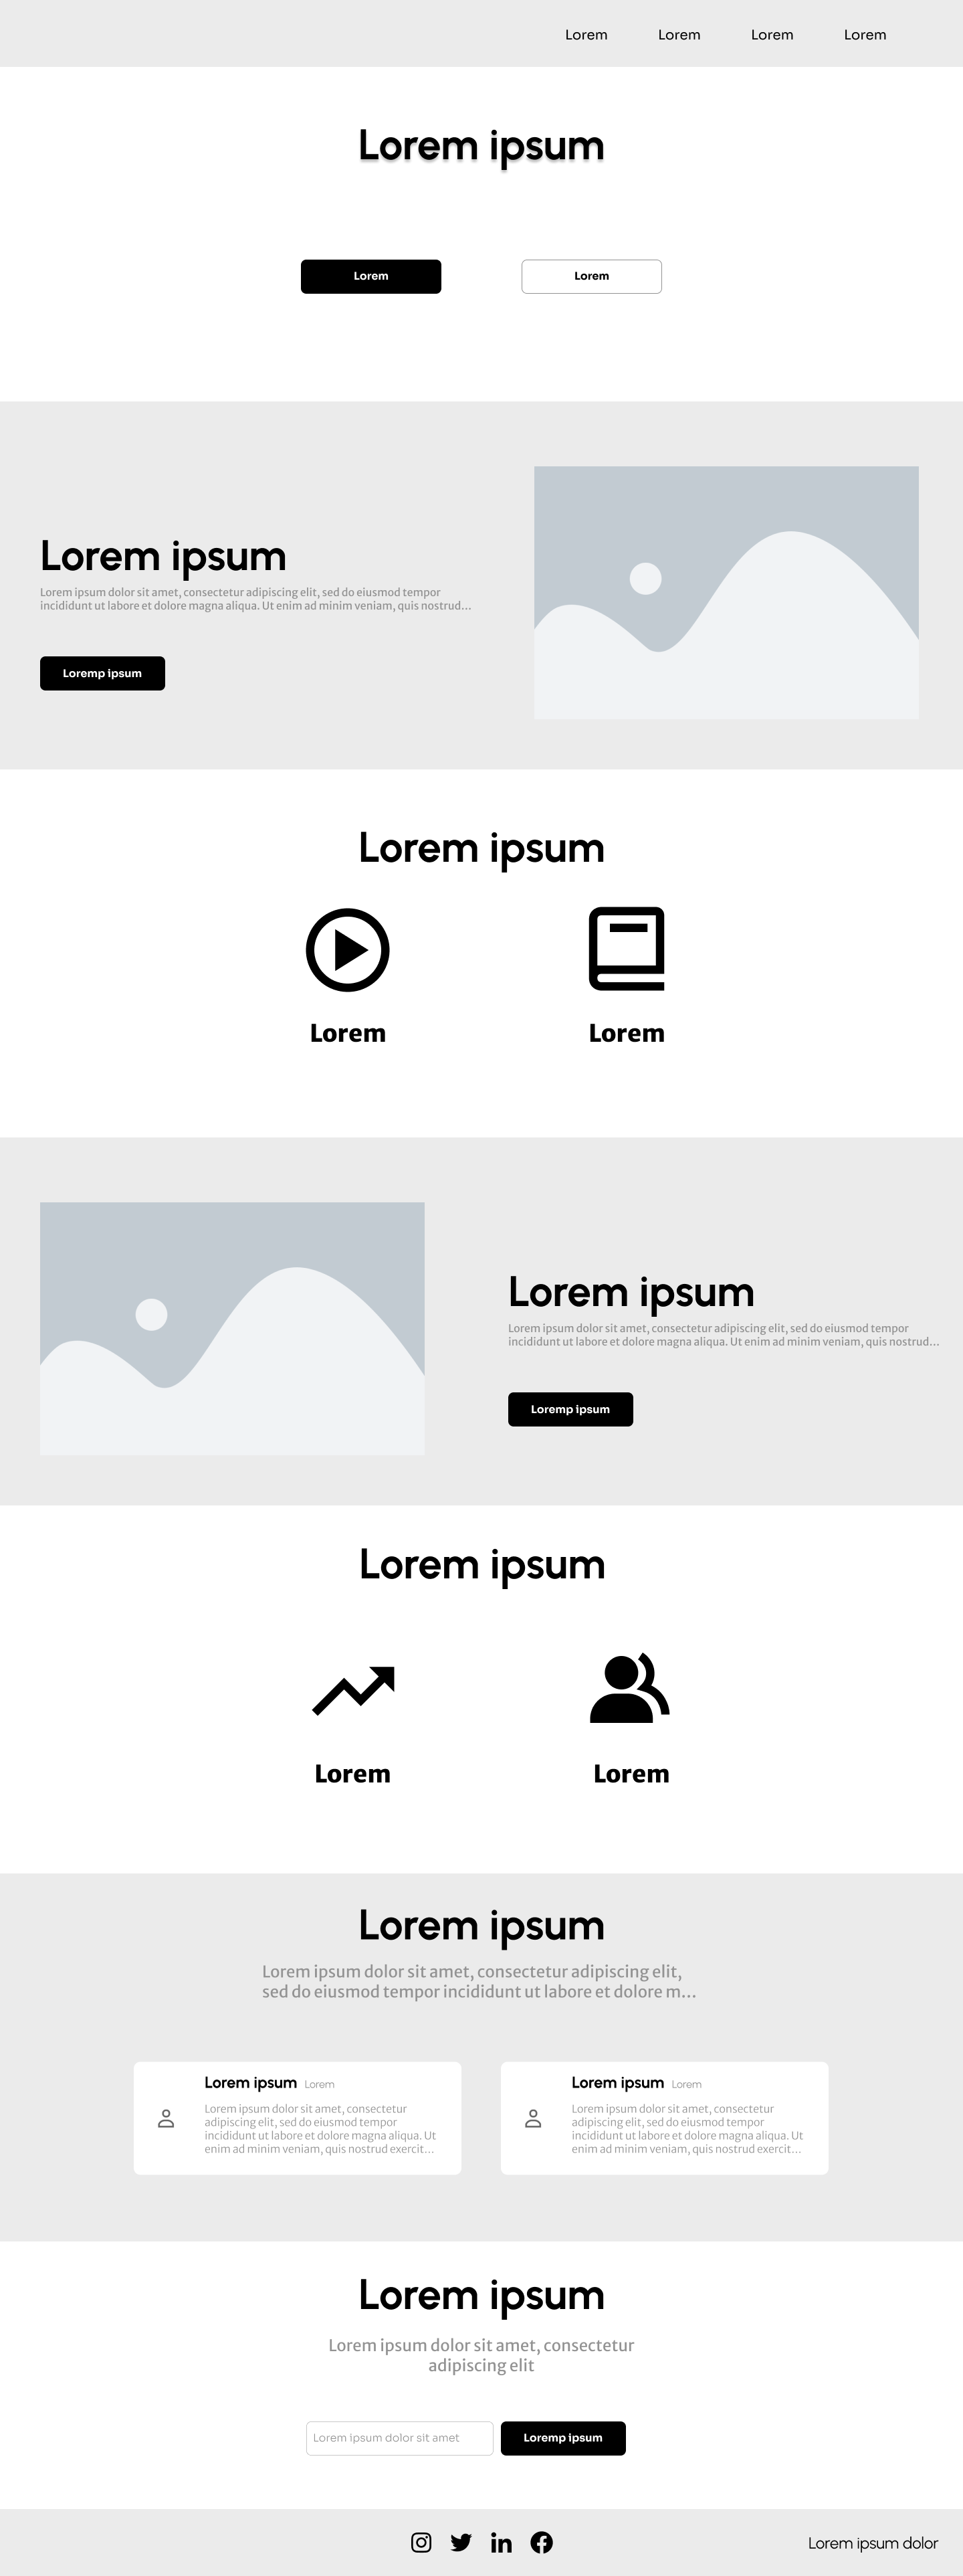 Lorem Lorem Lorem Lorem
Lorem ipsum
Lorem Lorem
Lorem ipsum
Lorem ipsum dolor sit amet, consectetur adipiscing elit, sed do eiusmod tempor
incididunt ut labore et dolore magna aliqua. Ut enim ad minim veniam, quis nostrud...
Loremp ipsum
Lorem ipsum
Lorem Lorem
Lorem ipsum
Lorem ipsum dolor sit amet, consectetur adipiscing elit, sed do eiusmod tempor
incididunt ut labore et dolore magna aliqua. Ut enim ad minim veniam, quis nostrud...
Loremp ipsum
Lorem ipsum
Lorem Lorem
Lorem ipsum
Lorem ipsum dolor sit amet, consectetur adipiscing elit,
sed do eiusmod tempor incididunt ut labore et dolore m...
Lorem ipsum Lorem
Lorem ipsum dolor sit amet, consectetur
adipiscing elit, sed do eiusmod tempor
incididunt ut labore et dolore magna aliqua. Ut
enim ad minim veniam, quis nostrud exercit...
Lorem ipsum Lorem
Lorem ipsum dolor sit amet, consectetur
adipiscing elit, sed do eiusmod tempor
incididunt ut labore et dolore magna aliqua. Ut
enim ad minim veniam, quis nostrud exercit...
Lorem ipsum
Lorem ipsum dolor sit amet, consectetur
adipiscing elit
Lorem ipsum dolor sit amet
Loremp ipsum
Lorem ipsum dolor